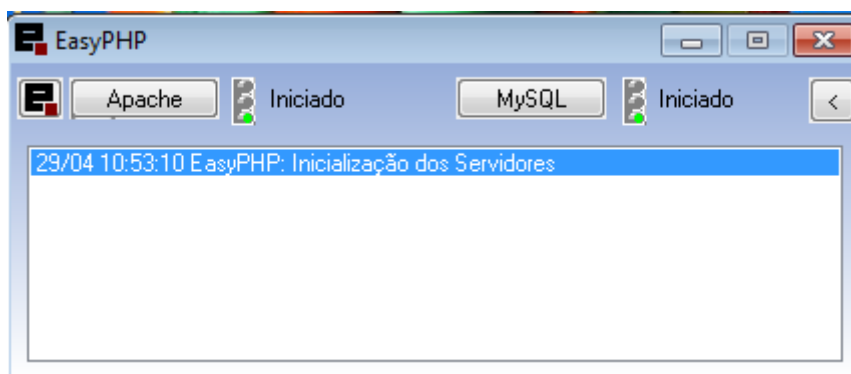 EasyPHP
Apache Iniciado MySQL Iniciado <
29/04 10:53:10 EasyPHP: Inicialização dos Servidores